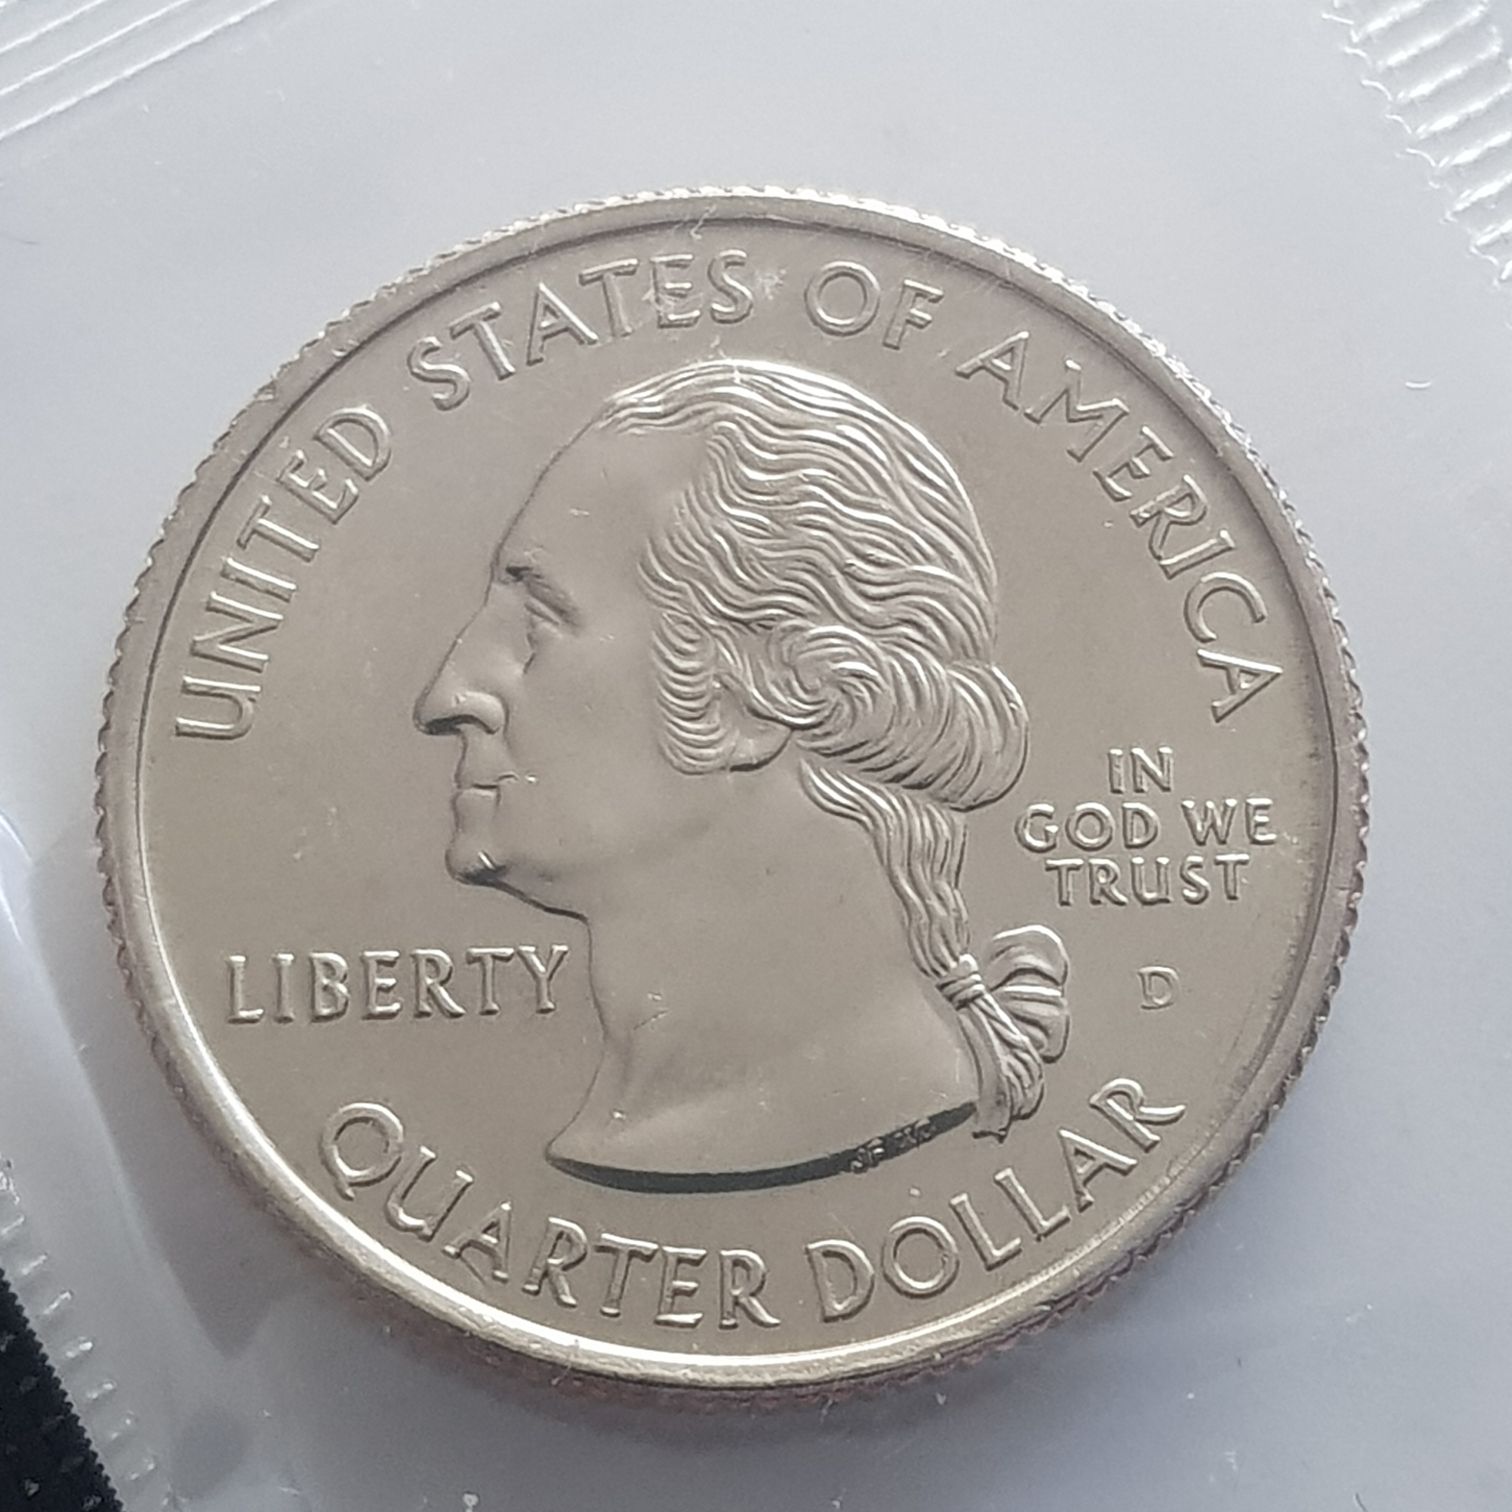 UNITED STATES OF AMERICA
IN
GOD WE
TRUST
LIBERTY
D
QUARTER DOLLAR